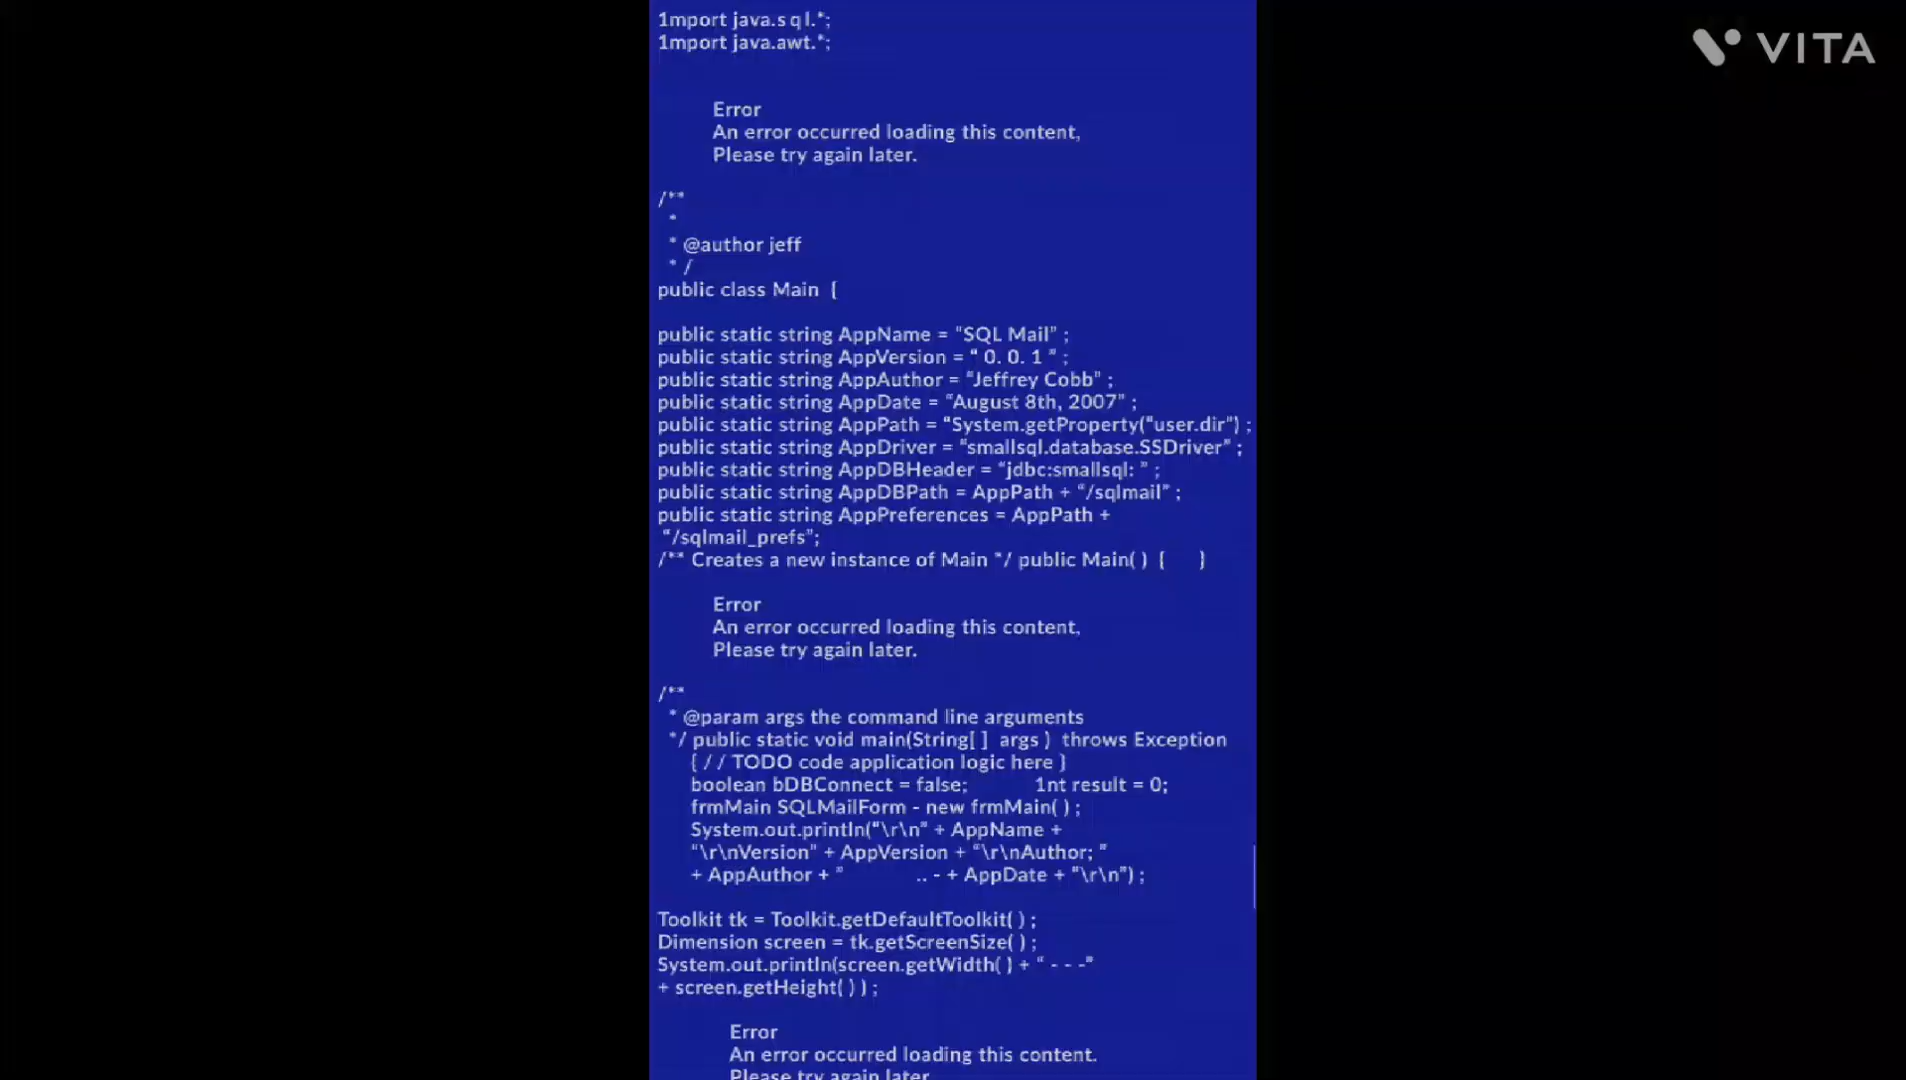 1mport java.sql.*;
1mport java.awt.*;
VITA
Error
An error occurred loading this content,
Please try again later.
/**
*
* @author jeff
* /
public class Main {
public static string AppName = “SQL Mail” ;
public static string AppVersion = “ 0. 0. 1 ” ;
public static string AppAuthor = “Jeffrey Cobb” ;
public static string AppDate = “August 8th, 2007” ;
public static string AppPath = “System.getProperty(“user.dir”) ;
public static string AppDriver = “smallsql.database.SSDriver” ;
public static string AppDBHeader = “jdbc:smallsql: ” ;
public static string AppDBPath = AppPath + “/sqlmail” ;
public static string AppPreferences = AppPath +
“/sqlmail_prefs”;
/** Creates a new instance of Main */ public Main( ) {    }
Error
An error occurred loading this content,
Please try again later.
/**
* @param args the command line arguments
*/ public static void main(String[ ] args ) throws Exception
{ / / TODO code application logic here }
boolean bDBConnect = false;    1nt result = 0;
frmMain SQLMailForm - new frmMain( ) ;
System.out.println(“\r\n” + AppName +
“\r\nVersion” + AppVersion + “\r\nAuthor; ”
+ AppAuthor + ”    .. - + AppDate + “\r\n”) ;
Toolkit tk = Toolkit.getDefaultToolkit( ) ;
Dimension screen = tk.getScreenSize( ) ;
System.out.println(screen.getWidth( ) + “ - - -”
+ screen.getHeight( ) ) ;
Error
An error occurred loading this content.
Please try again later